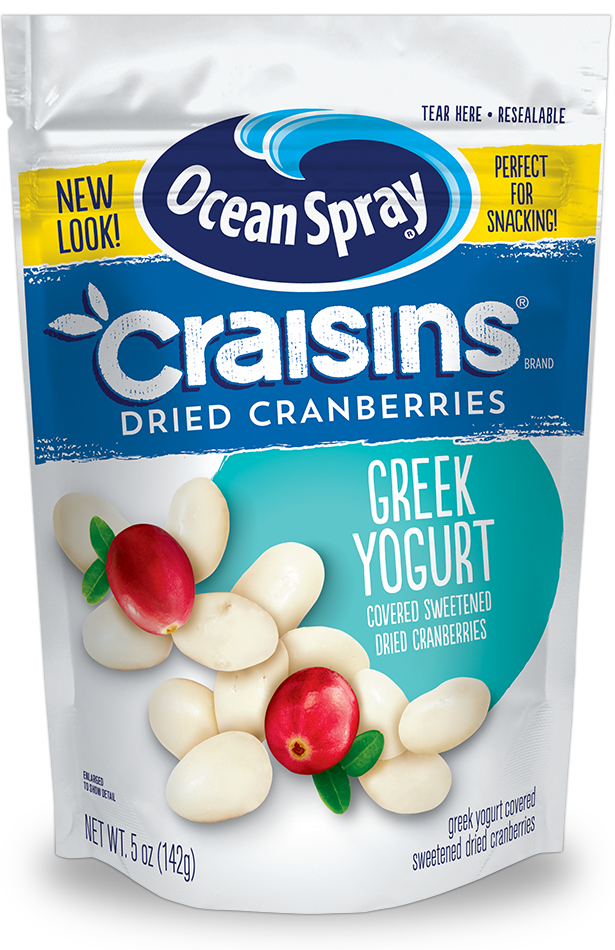 TEAR HERE • RESEALABLE
NEW
LOOK!
Ocean Spray®
PERFECT
FOR
SNACKING!
Craisins®
BRAND
DRIED CRANBERRIES
GREEK
YOGURT
COVERED SWEETENED
DRIED CRANBERRIES
ENLARGED
TO SHOW DETAIL
NET WT. 5 oz (142g)
greek yogurt covered
sweetened dried cranberries